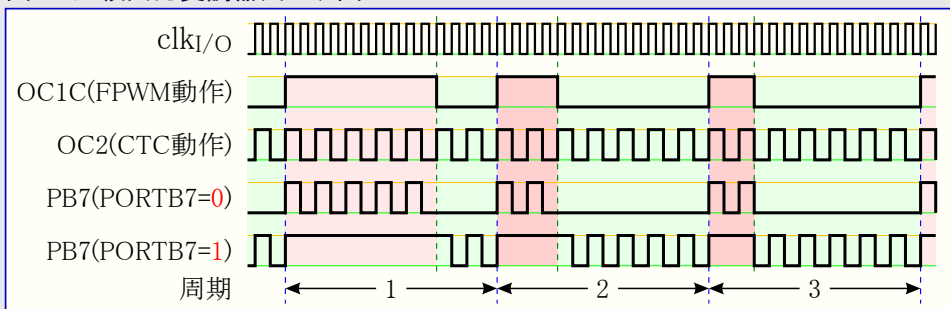 clkI/O
OC1C(FPWM動作)
OC2(CTC動作)
PB7(PORTB7=0)
PB7(PORTB7=1)
周期 1 2 3